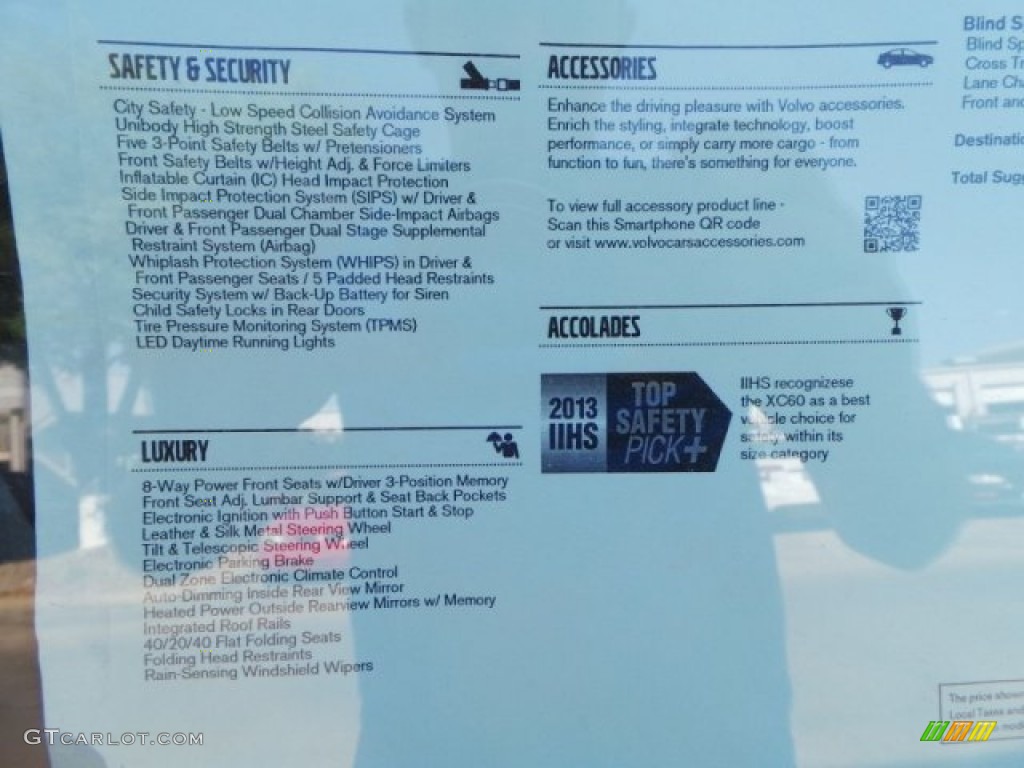 SAFETY & SECURITY
City Safety - Low Speed Collision Avoidance System
Unibody High Strength Steel Safety Cage
Five 3-Point Safety Belts w/ Pretensioners
Front Safety Belts w/Height Adj. & Force Limiters
Inflatable Curtain (IC) Head Impact Protection
Side Impact Protection System (SIPS) w/ Driver &
Front Passenger Dual Chamber Side-Impact Airbags
Driver & Front Passenger Dual Stage Supplemental
Restraint System (Airbag)
Whiplash Protection System (WHIPS) in Driver &
Front Passenger Seats / 5 Padded Head Restraints
Security System w/ Back-Up Battery for Siren
Child Safety Locks in Rear Doors
Tire Pressure Monitoring System (TPMS)
LED Daytime Running Lights
LUXURY
8-Way Power Front Seats w/Driver 3-Position Memory
Front Seat Adj. Lumbar Support & Seat Back Pockets
Electronic Ignition with Push Button Start & Stop
Leather & Silk Metal Steering Wheel
Tilt & Telescopic Steering Wheel
Electronic Parking Brake
Dual Zone Electronic Climate Control
Auto-Dimming Inside Rear View Mirror
Heated Power Outside Rearview Mirrors w/ Memory
Integrated Roof Rails
40/20/40 Flat Folding Seats
Folding Head Restraints
Rain-Sensing Windshield Wipers
ACCESSORIES
Enhance the driving pleasure with Volvo accessories.
Enrich the styling, integrate technology, boost
performance, or simply carry more cargo - from
function to fun, there's something for everyone.
To view full accessory product line -
Scan this Smartphone QR code
or visit www.volvocarsaccessories.com
ACCOLADES
2013
IIHS
TOP
SAFETY
PICK+
IIHS recognizese
the XC60 as a best
vehicle choice for
safety within its
size category
Blind
Blind
Cross
Lane
Front and
Total
The price shown
Local Taxes and
GTCARLOT.COM